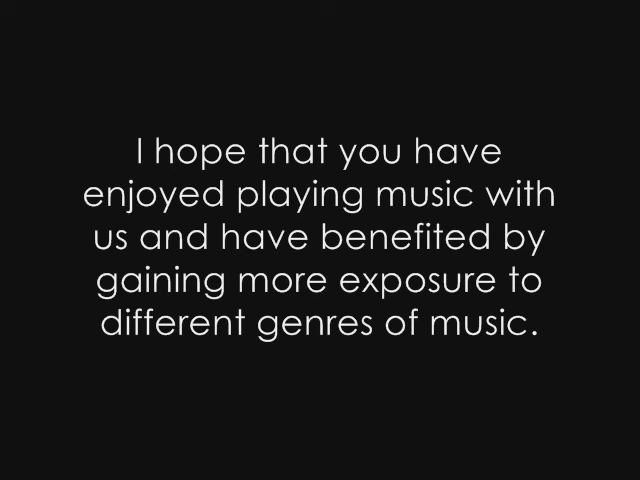 I hope that you have
enjoyed playing music with
us and have benefited by
gaining more exposure to
different genres of music.